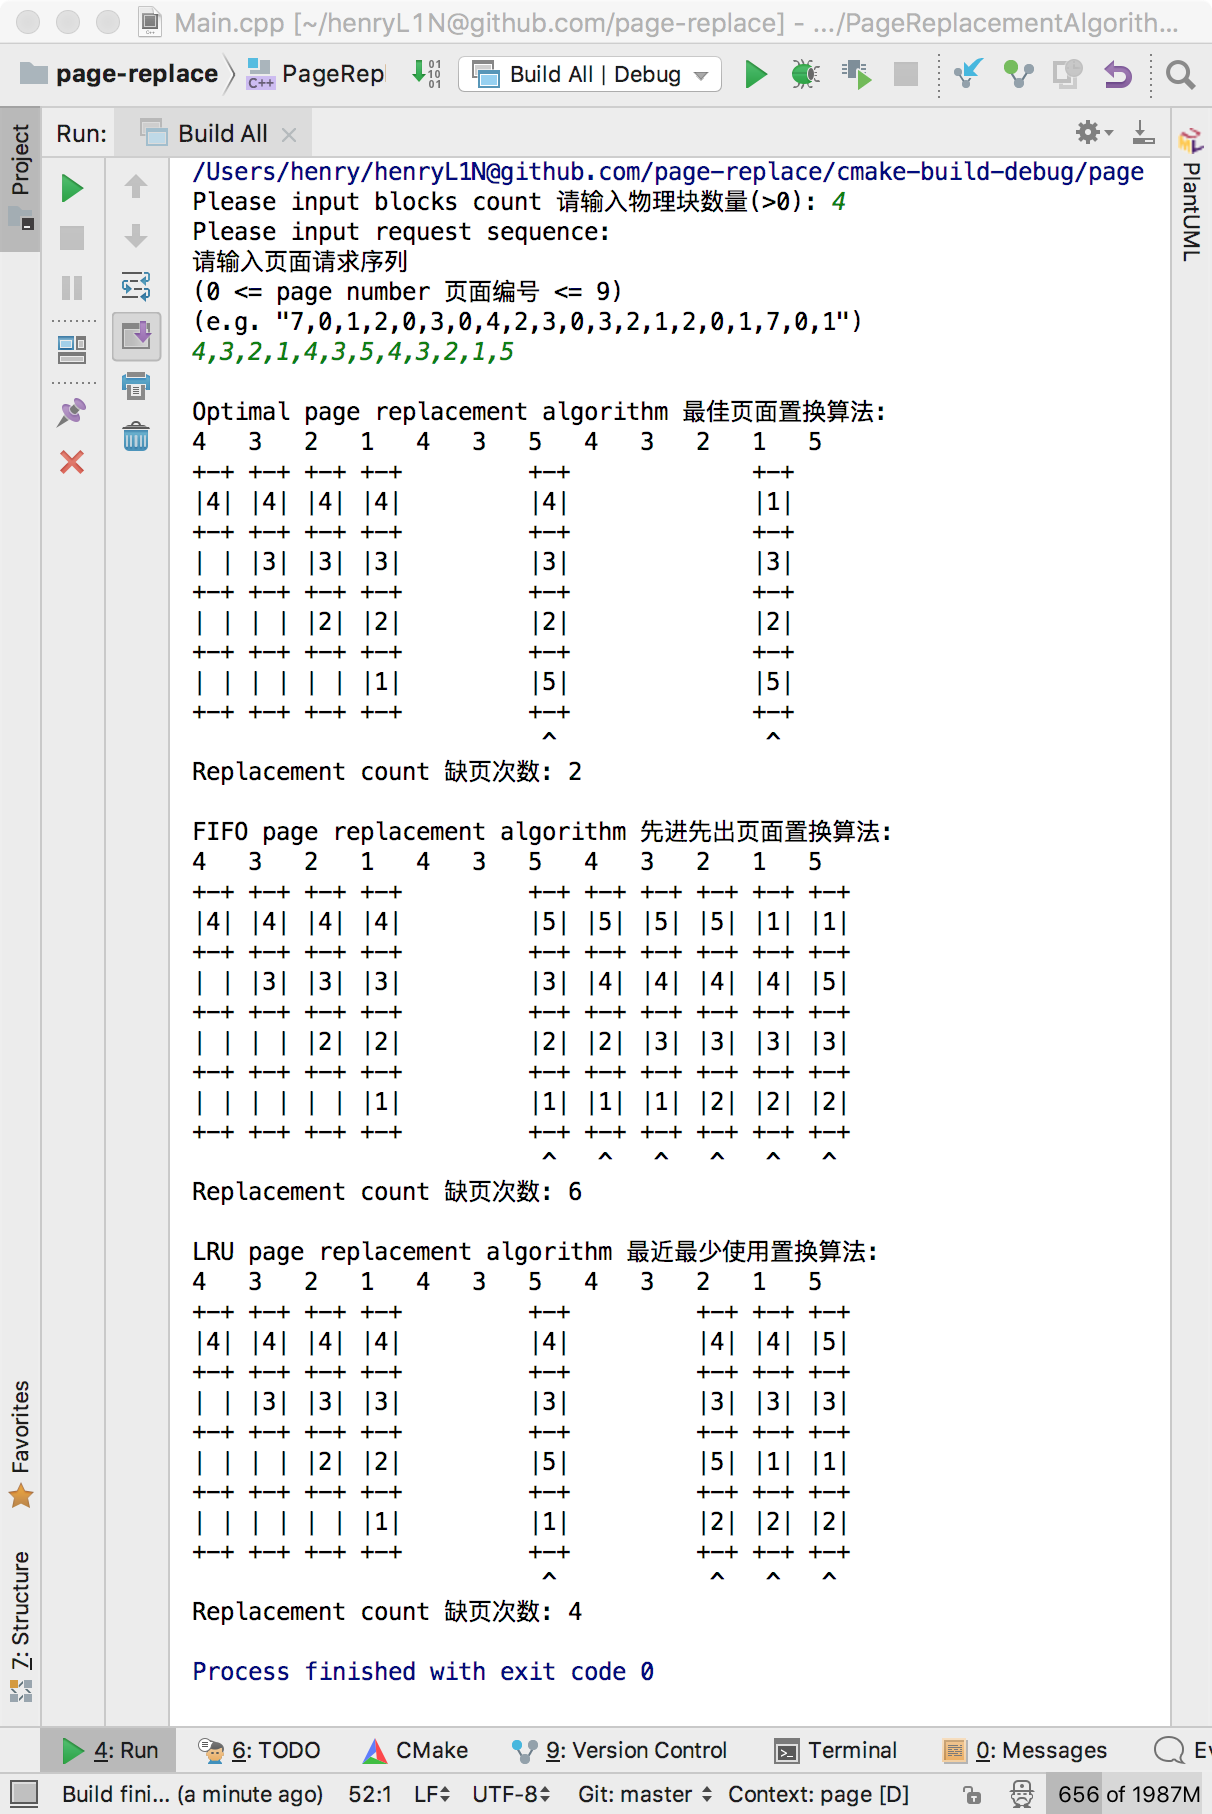 Main.cpp [~/henryL1N@github.com/page-replace] - .../PageReplacementAlgorith...
page-replace PageRep Build All | Debug
Run: Build All
Project
PlantUML
/Users/henry/henryL1N@github.com/page-replace/cmake-build-debug/page
Please input blocks count 请输入物理块数量(>0): 4
Please input request sequence:
请输入页面请求序列
(0 <= page number 页面编号 <= 9)
(e.g. "7,0,1,2,0,3,0,4,2,3,0,3,2,1,2,0,1,7,0,1")
4,3,2,1,4,3,5,4,3,2,1,5
Optimal page replacement algorithm 最佳页面置换算法:
4   3   2   1   4   3   5   4   3   2   1   5
+-+ +-+ +-+ +-+         +-+             +-+
|4| |4| |4| |4|         |4|             |1|
+-+ +-+ +-+ +-+         +-+             +-+
| | |3| |3| |3|         |3|             |3|
+-+ +-+ +-+ +-+         +-+             +-+
| | | | |2| |2|         |2|             |2|
+-+ +-+ +-+ +-+         +-+             +-+
| | | | | | |1|         |5|             |5|
+-+ +-+ +-+ +-+         +-+             +-+
                         ^               ^
Replacement count 缺页次数: 2
FIFO page replacement algorithm 先进先出页面置换算法:
4   3   2   1   4   3   5   4   3   2   1   5
+-+ +-+ +-+ +-+         +-+ +-+ +-+ +-+ +-+ +-+
|4| |4| |4| |4|         |5| |5| |5| |5| |1| |1|
+-+ +-+ +-+ +-+         +-+ +-+ +-+ +-+ +-+ +-+
| | |3| |3| |3|         |3| |4| |4| |4| |4| |5|
+-+ +-+ +-+ +-+         +-+ +-+ +-+ +-+ +-+ +-+
| | | | |2| |2|         |2| |2| |3| |3| |3| |3|
+-+ +-+ +-+ +-+         +-+ +-+ +-+ +-+ +-+ +-+
| | | | | | |1|         |1| |1| |1| |2| |2| |2|
+-+ +-+ +-+ +-+         +-+ +-+ +-+ +-+ +-+ +-+
                         ^   ^   ^   ^   ^   ^
Replacement count 缺页次数: 6
LRU page replacement algorithm 最近最少使用置换算法:
4   3   2   1   4   3   5   4   3   2   1   5
+-+ +-+ +-+ +-+         +-+         +-+ +-+ +-+
|4| |4| |4| |4|         |4|         |4| |4| |5|
+-+ +-+ +-+ +-+         +-+         +-+ +-+ +-+
| | |3| |3| |3|         |3|         |3| |3| |3|
+-+ +-+ +-+ +-+         +-+         +-+ +-+ +-+
| | | | |2| |2|         |5|         |5| |1| |1|
+-+ +-+ +-+ +-+         +-+         +-+ +-+ +-+
| | | | | | |1|         |1|         |2| |2| |2|
+-+ +-+ +-+ +-+         +-+         +-+ +-+ +-+
                         ^           ^   ^   ^
Replacement count 缺页次数: 4
Process finished with exit code 0
Favorites
7: Structure
4: Run 6: TODO CMake 9: Version Control Terminal 0: Messages
Build fini... (a minute ago) 52:1 LF UTF-8 Git: master Context: page [D] 656 of 1987M